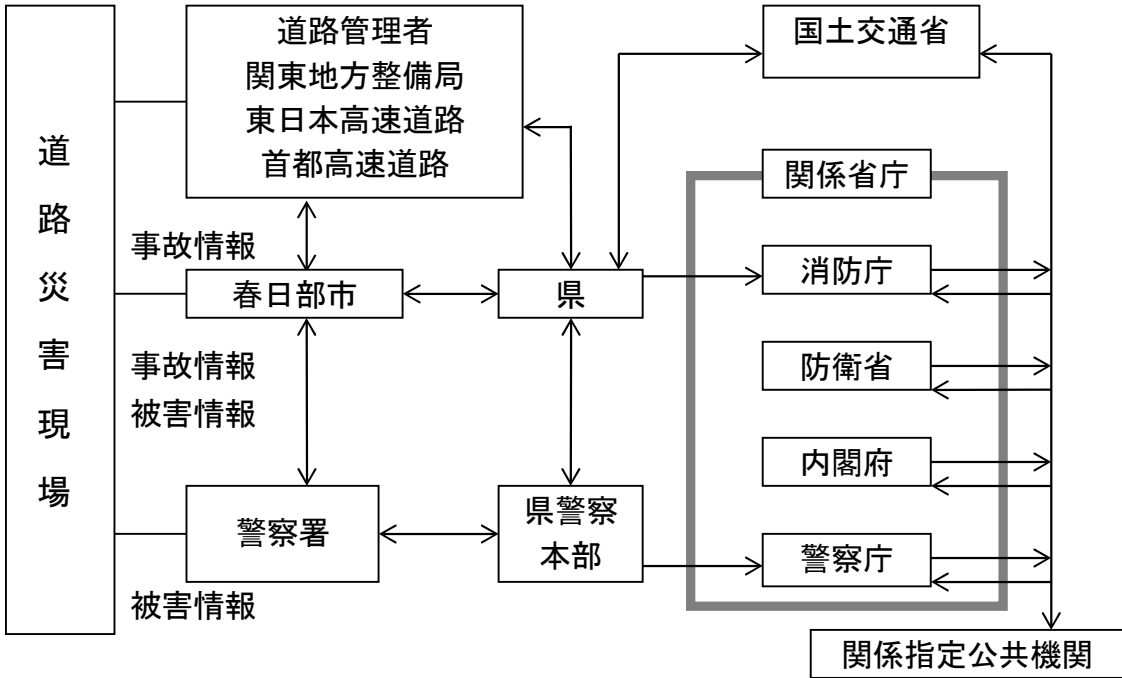 道路災害現場
道路管理者
関東地方整備局
東日本高速道路
首都高速道路
国土交通省
関係省庁
事故情報
春日部市
県
消防庁
事故情報
被害情報
防衛省
内閣府
警察署
県警察
本部
警察庁
被害情報
関係指定公共機関